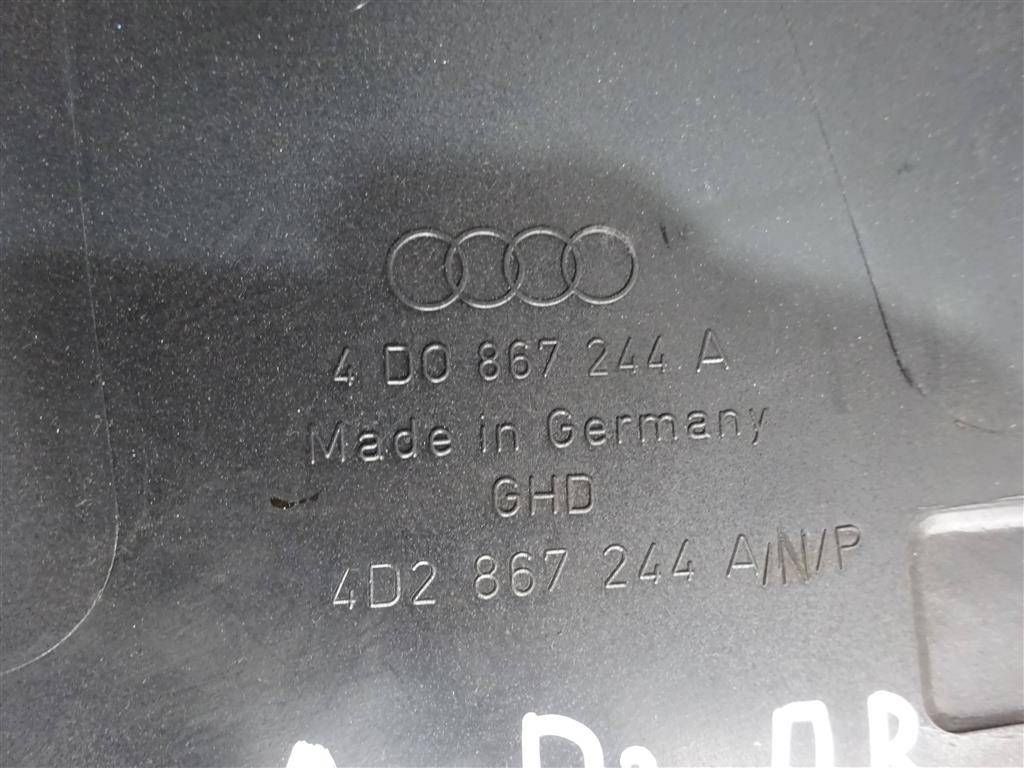 4 D0 867 244 A
Made in Germany
GHD
4D2 867 244 A/N/P